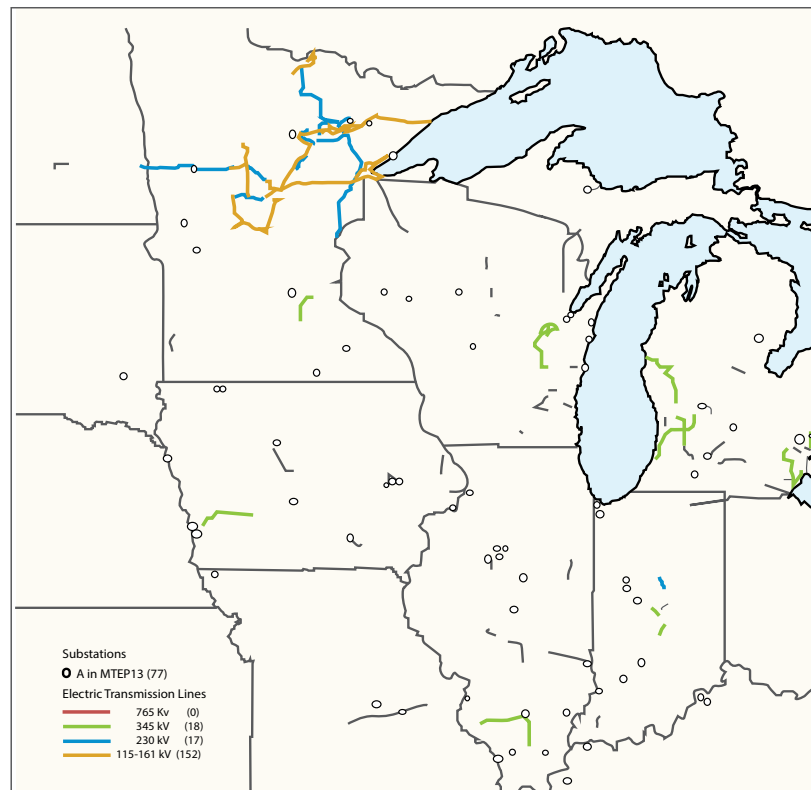 Substations
A in MTEP13 (77)
Electric Transmission Lines
765 Kv (0)
345 kV (18)
230 kV (17)
115-161 kV (152)